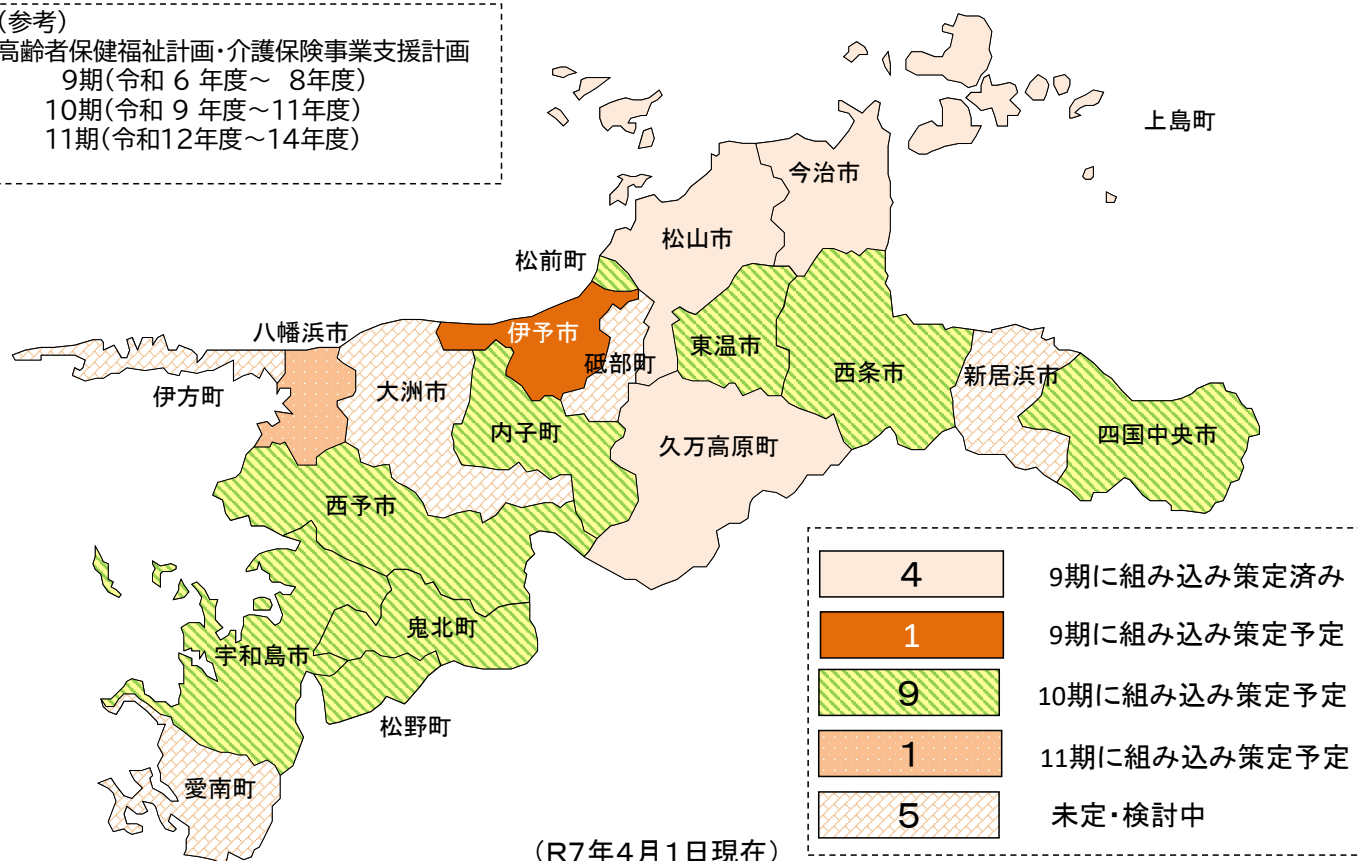 (参考)
高齢者保健福祉計画・介護保険事業支援計画
9期(令和 6 年度～ 8年度)
10期(令和 9 年度～11年度)
11期(令和12年度～14年度)
上島町
今治市
松山市
松前町
八幡浜市
伊予市
砥部町
東温市
西条市
新居浜市
四国中央市
伊方町
大洲市
内子町
久万高原町
西予市
鬼北町
宇和島市
松野町
愛南町
4 9期に組み込み策定済み
1 9期に組み込み策定予定
9 10期に組み込み策定予定
1 11期に組み込み策定予定
5 未定・検討中
(R7年4月1日現在)